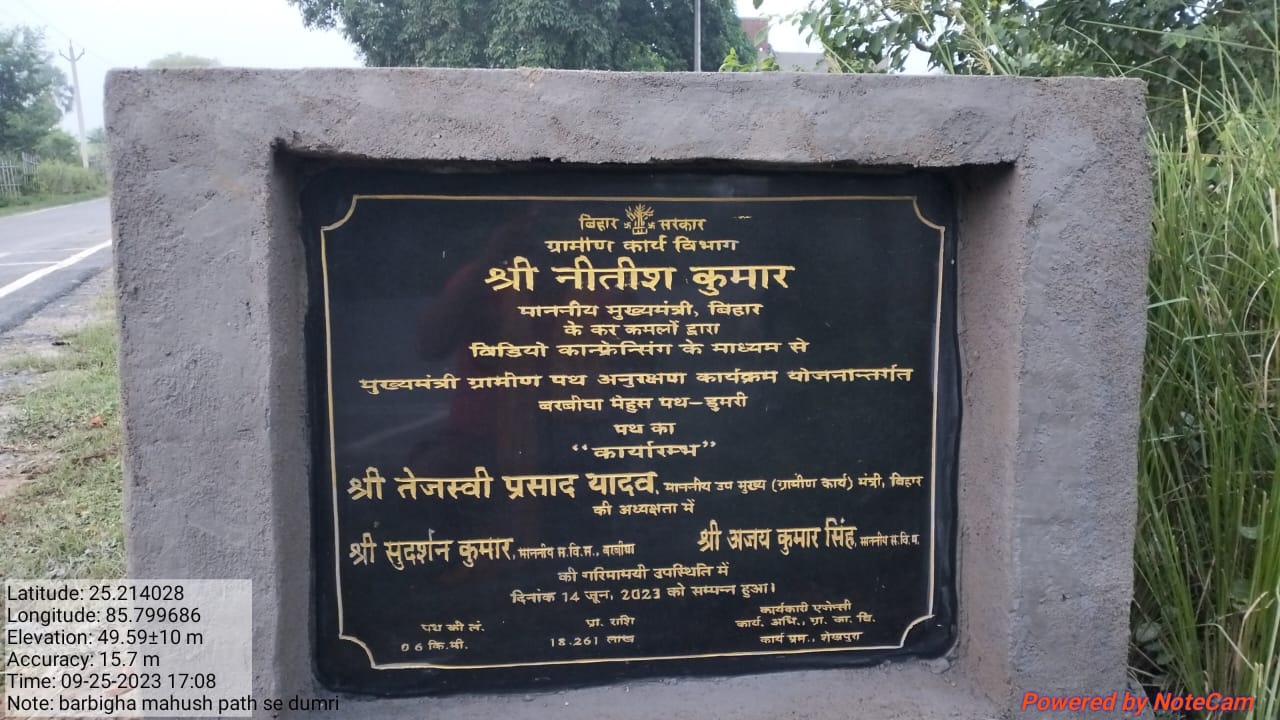 बिहार सरकार
ग्रामीण कार्य विभाग
श्री नीतीश कुमार
माननीय मुख्यमंत्री, बिहार
के कर कमलों द्वारा
विडियो कान्फ्रेन्सिंग के माध्यम से
मुख्यमंत्री ग्रामीण पथ अनुरक्षण कार्यक्रम योजनान्तर्गत
बरबीघा मेहुस पथ-डुमरी
पथ का
“कार्यारम्भ”
श्री तेजस्वी प्रसाद यादव, माननीय उप मुख्य (ग्रामीण कार्य) मंत्री, बिहार
की अध्यक्षता में
श्री सुदर्शन कुमार, माननीय स.वि.स., बरबीघा श्री अजय कुमार सिंह, माननीय स.वि.प.
की गरिमामयी उपस्थिति में
दिनांक 14 जून, 2023 को सम्पन्न हुआ।
पथ की लं. प्रा. राशि कार्यकारी एजेन्सी
06 कि.मी. 18.261 लाख कार्य. अभि., ग्रा. का. वि.
कार्य प्रम., शेखपुरा
Latitude: 25.214028
Longitude: 85.799686
Elevation: 49.59±10 m
Accuracy: 15.7 m
Time: 09-25-2023 17:08
Note: barbigha mahush path se dumri
Powered by NoteCam